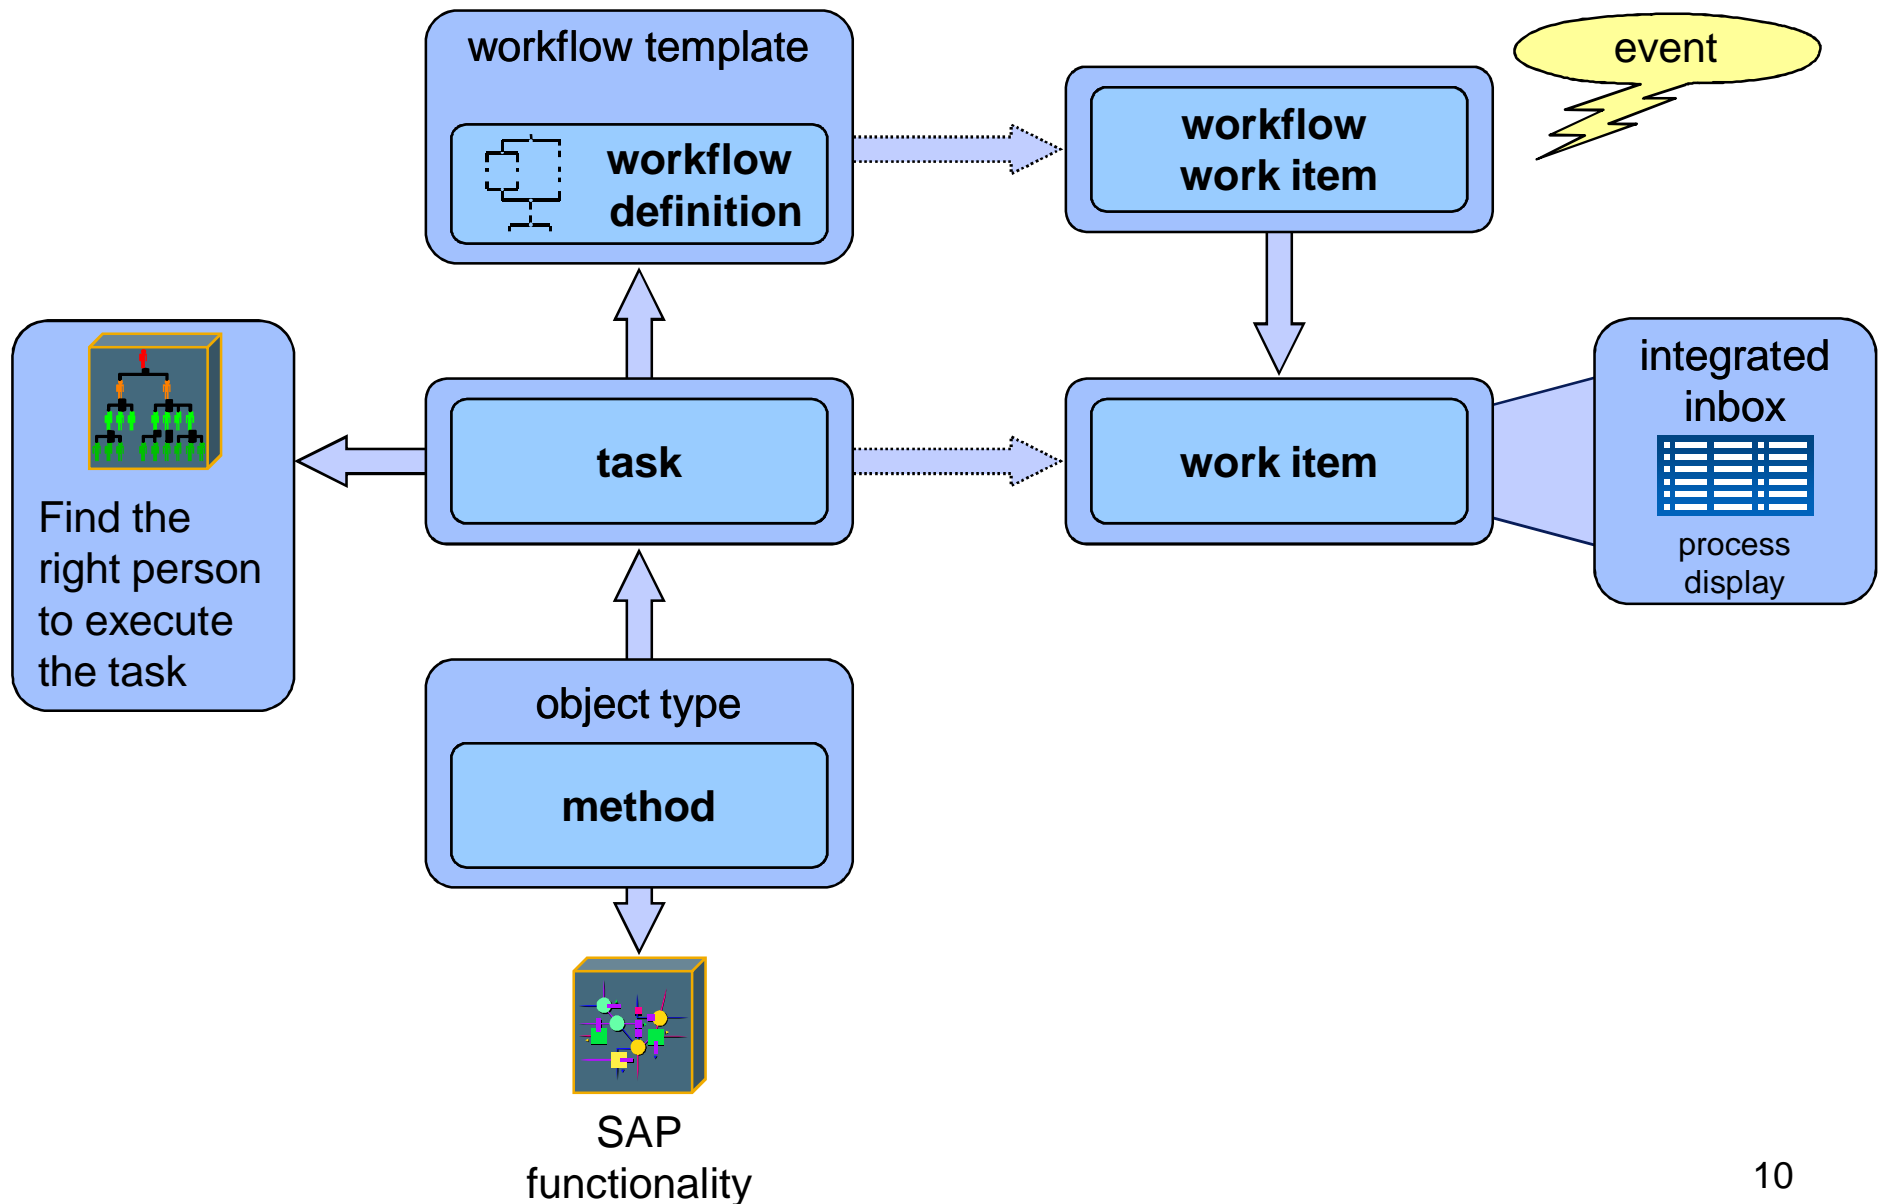 workflow template
workflow
definition
workflow
work item
event
Find the
right person
to execute
the task
task
work item
integrated
inbox
process
display
object type
method
SAP
functionality
10